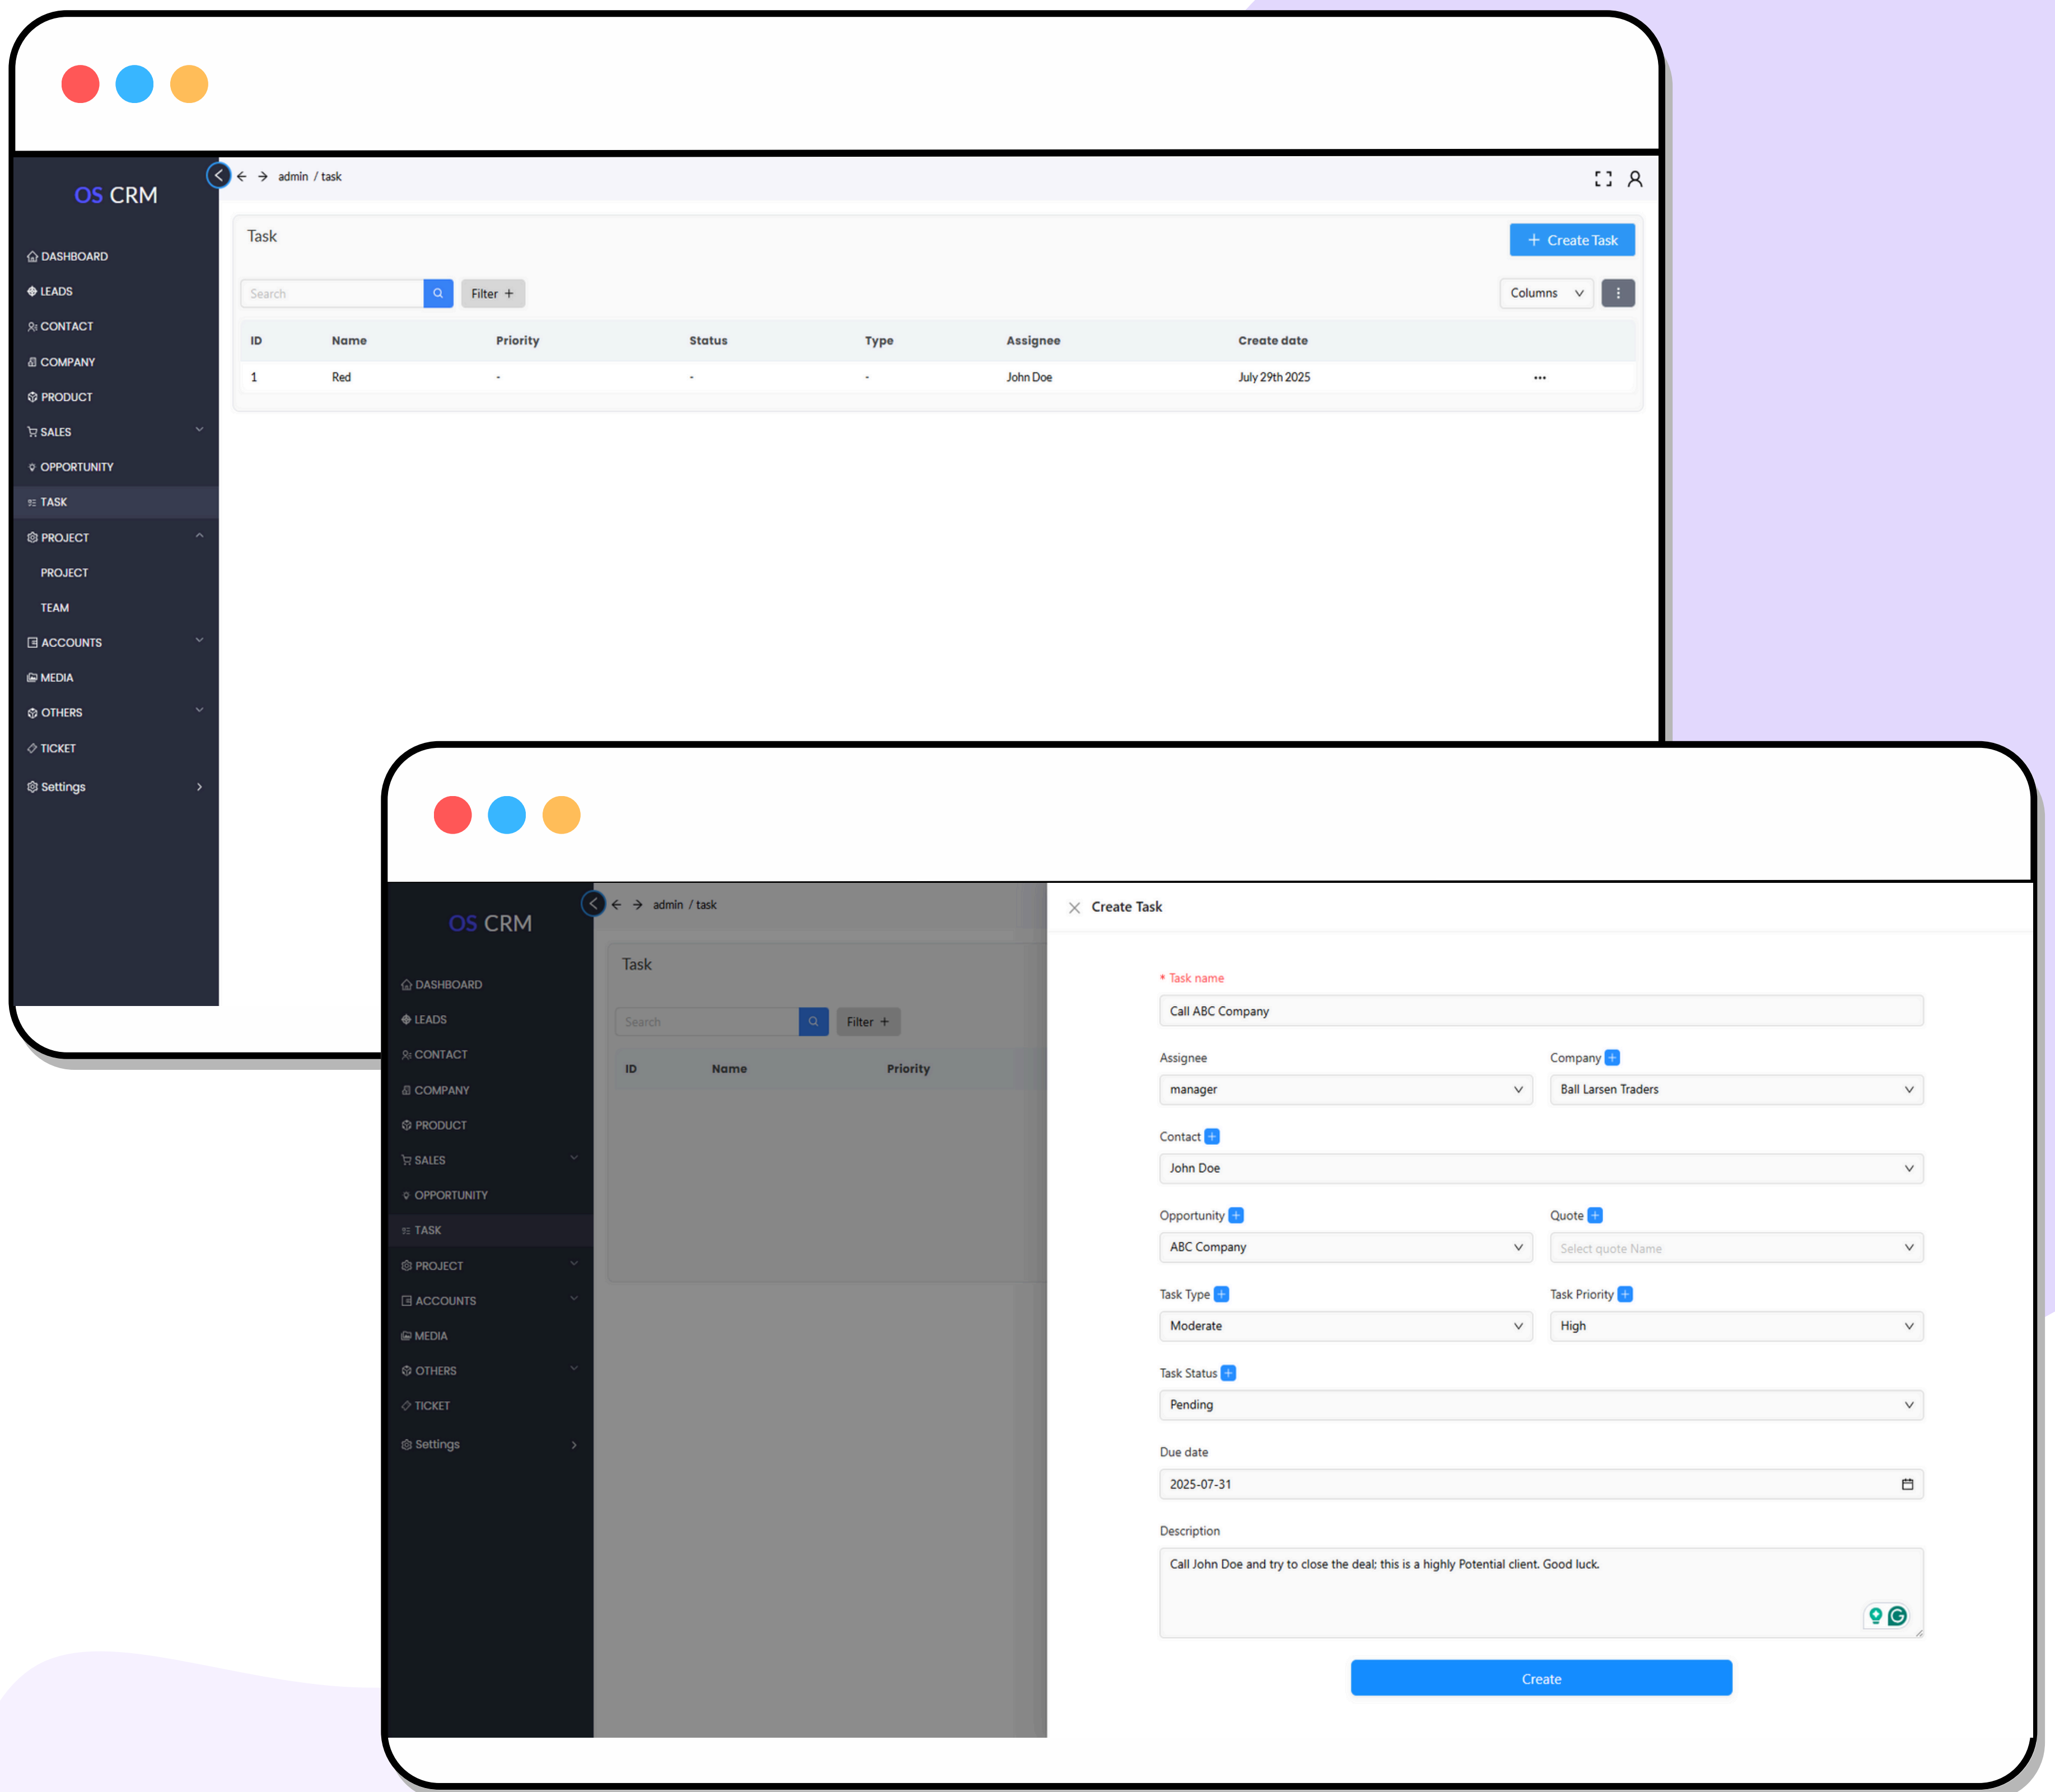 OS CRM
admin / task
DASHBOARD
LEADS
CONTACT
COMPANY
PRODUCT
SALES
OPPORTUNITY
TASK
PROJECT
PROJECT
TEAM
ACCOUNTS
MEDIA
OTHERS
TICKET
Settings
Task
+ Create Task
Search
Filter +
Columns
ID Name Priority Status Type Assignee Create date
1 Red - - - John Doe July 29th 2025 •••
OS CRM
admin / task
DASHBOARD
LEADS
CONTACT
COMPANY
PRODUCT
SALES
OPPORTUNITY
TASK
PROJECT
ACCOUNTS
MEDIA
OTHERS
TICKET
Settings
Task
Search
Filter +
ID Name Priority
Create Task
* Task name
Call ABC Company
Assignee Company +
manager Ball Larsen Traders
Contact +
John Doe
Opportunity + Quote +
ABC Company Select quote Name
Task Type + Task Priority +
Moderate High
Task Status +
Pending
Due date
2025-07-31
Description
Call John Doe and try to close the deal; this is a highly Potential client. Good luck.
Create